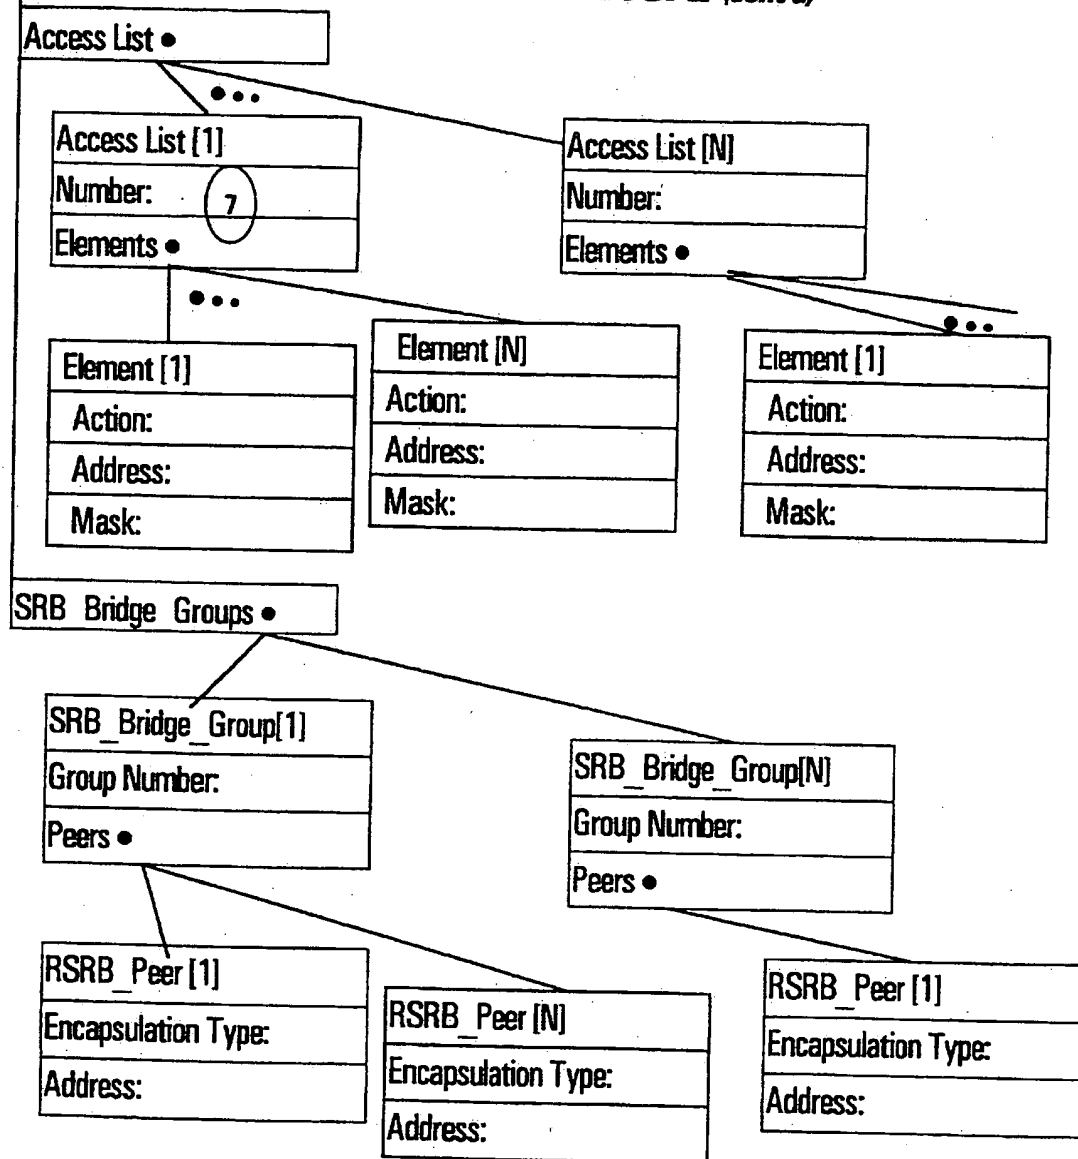 (cont'd)
Access List •
•••
Access List [1]
Number:
7
Elements •
Access List [N]
Number:
Elements •
•••
Element [1]
Action:
Address:
Mask:
Element [N]
Action:
Address:
Mask:
•••
Element [1]
Action:
Address:
Mask:
SRB Bridge Groups •
SRB_Bridge_Group[1]
Group Number:
Peers •
SRB_Bridge_Group[N]
Group Number:
Peers •
RSRB_Peer [1]
Encapsulation Type:
Address:
RSRB_Peer [N]
Encapsulation Type:
Address:
RSRB_Peer [1]
Encapsulation Type:
Address: